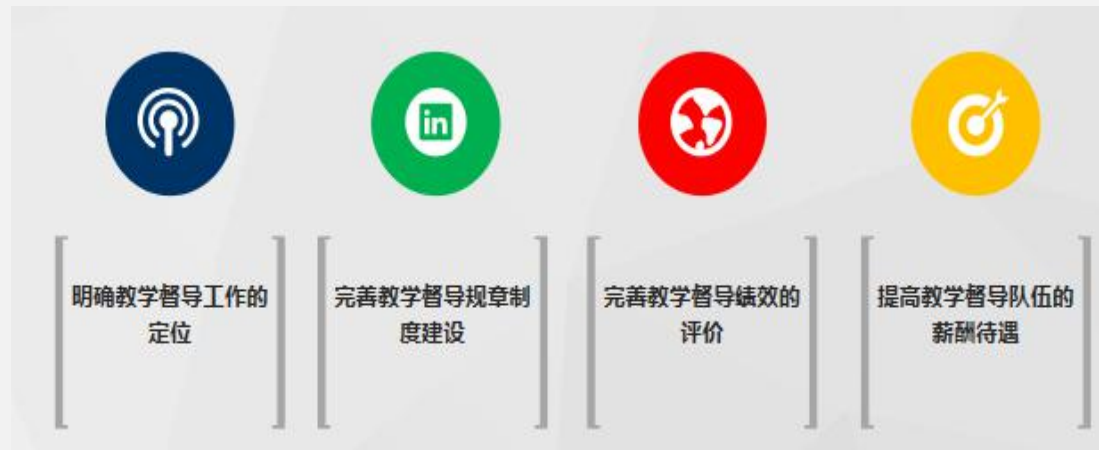 in
明确教学督导工作的
定位
完善教学督导规章制
度建设
完善教学督导绩效的
评价
提高教学督导队伍的
薪酬待遇